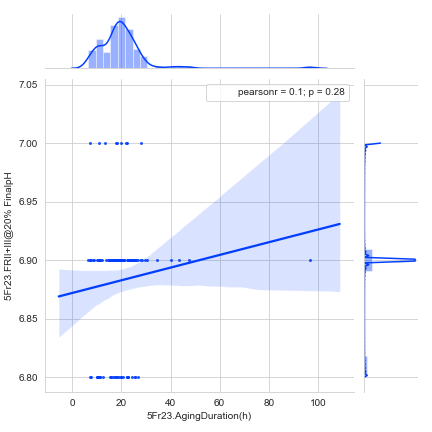 pearsonr = 0.1; p = 0.28
7.05
7.00
6.95
6.90
6.85
6.80
5Fr23.FRII+III@20% FinalpH
0 20 40 60 80 100
5Fr23.AgingDuration(h)